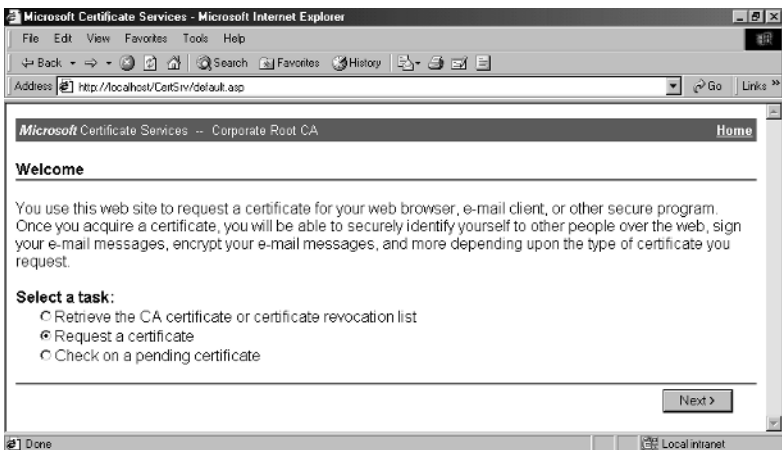 Microsoft Certificate Services - Microsoft Internet Explorer
File Edit View Favorites Tools Help
Back Search Favorites History
Address http://localhost/CertSrv/default.asp Go Links »
Microsoft Certificate Services -- Corporate Root CA Home
Welcome
You use this web site to request a certificate for your web browser, e-mail client, or other secure program.
Once you acquire a certificate, you will be able to securely identify yourself to other people over the web, sign
your e-mail messages, encrypt your e-mail messages, and more depending upon the type of certificate you
request.
Select a task:
Retrieve the CA certificate or certificate revocation list
Request a certificate
Check on a pending certificate
Next >
Done Local intranet